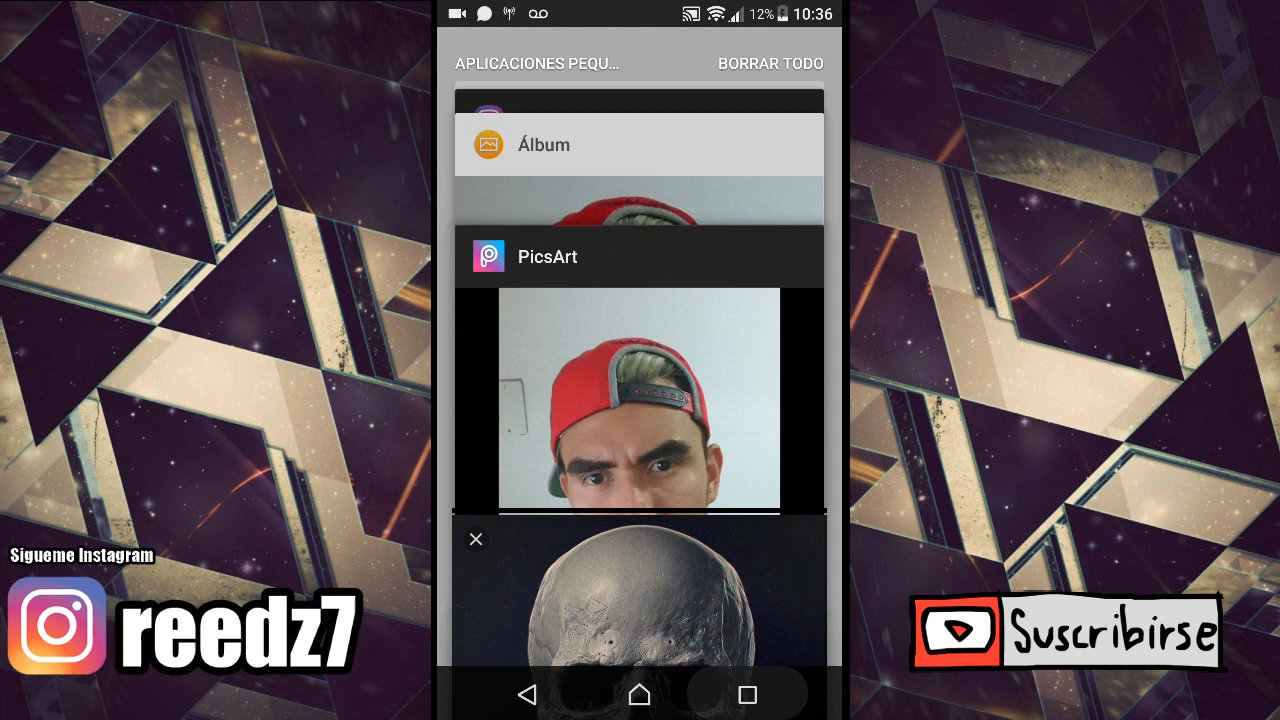 12% 10:36
APLICACIONES PEQU... BORRAR TODO
Álbum
PicsArt
Sigueme Instagram
reedz7
Suscribirse